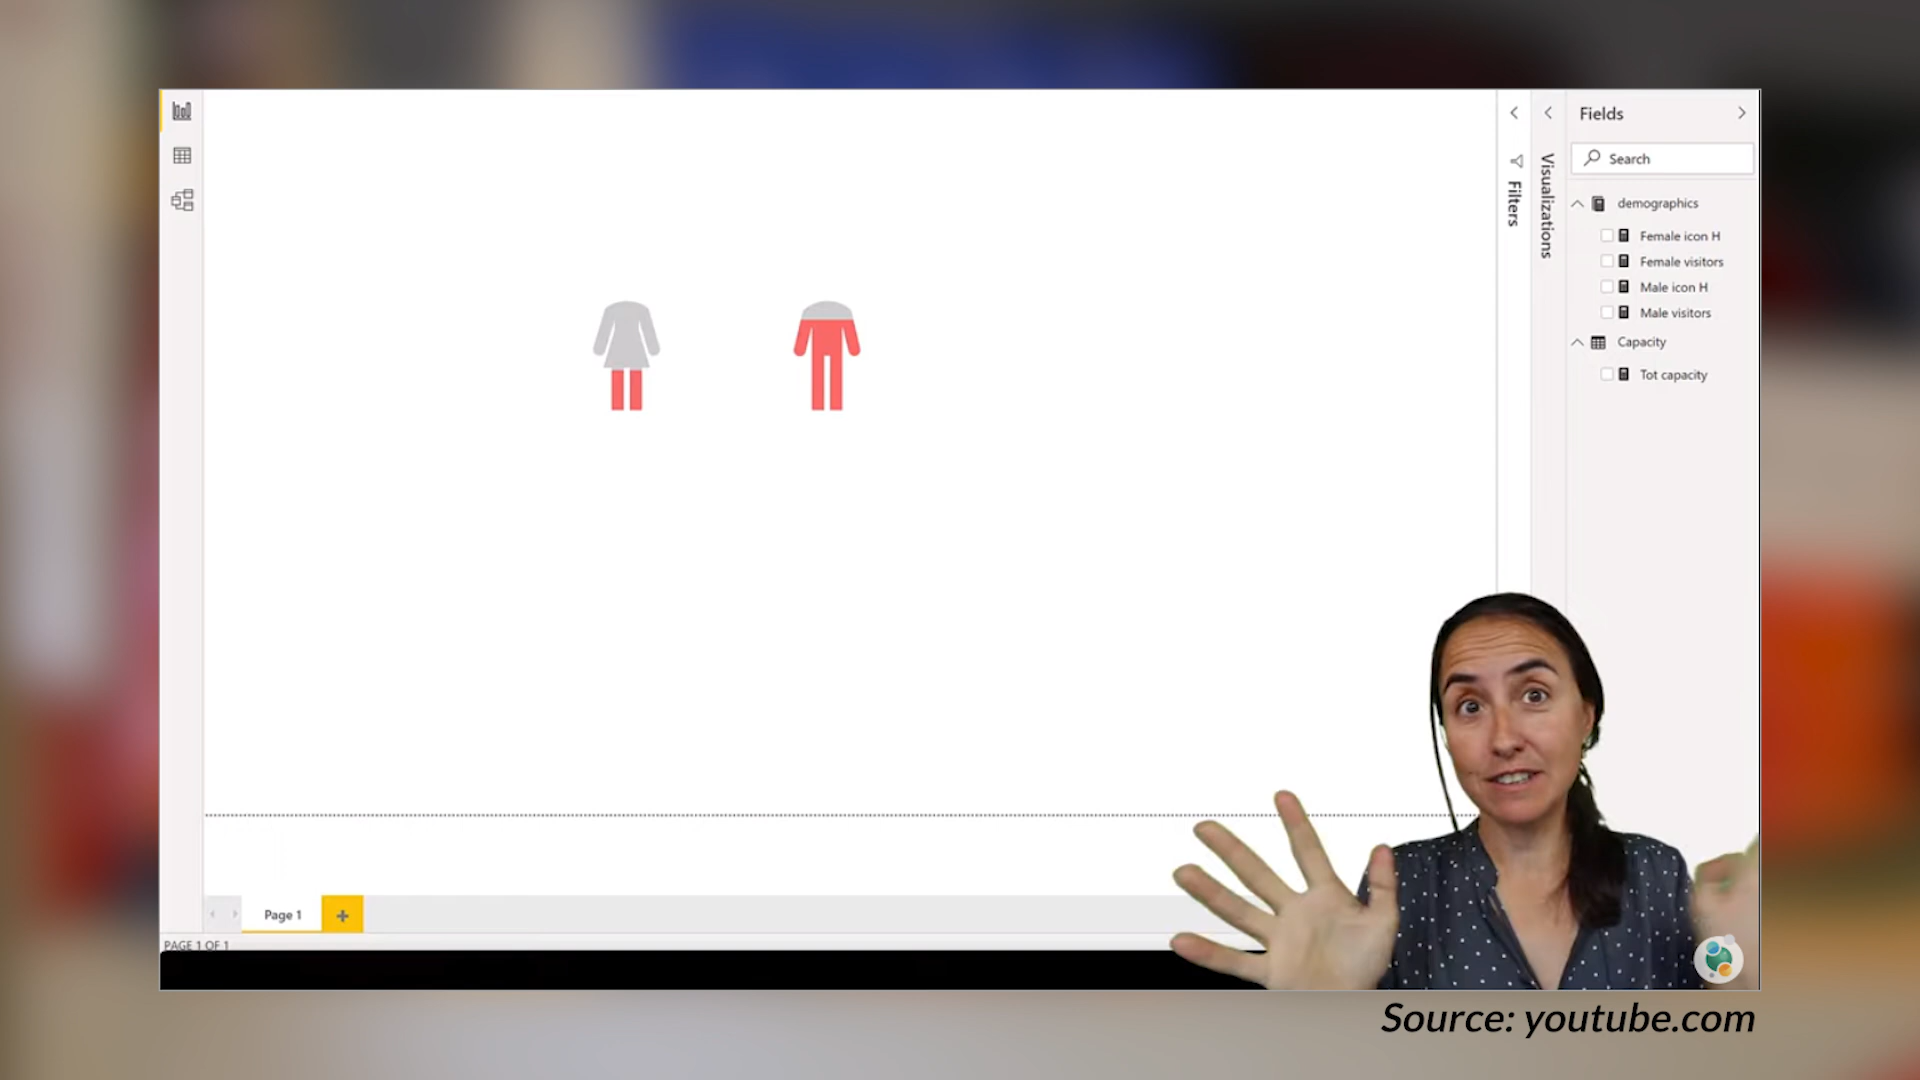 Fields
Search
Filters
Visualizations
demographics
Female icon H
Female visitors
Male icon H
Male visitors
Capacity
Tot capacity
Page 1
PAGE 1 OF 1
Source: youtube.com